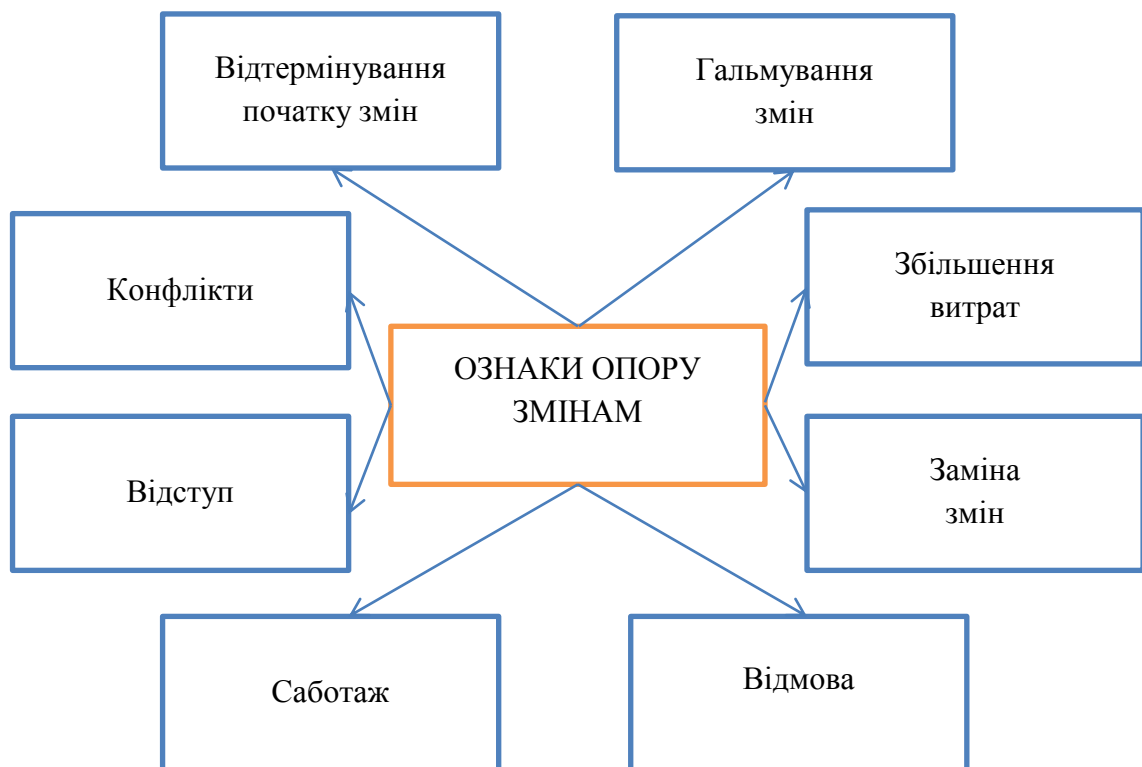 Відтермінування
початку змін
Гальмування
змін
Конфлікти
Збільшення
витрат
ОЗНАКИ ОПОРУ
ЗМІНАМ
Відступ
Заміна
змін
Саботаж
Відмова